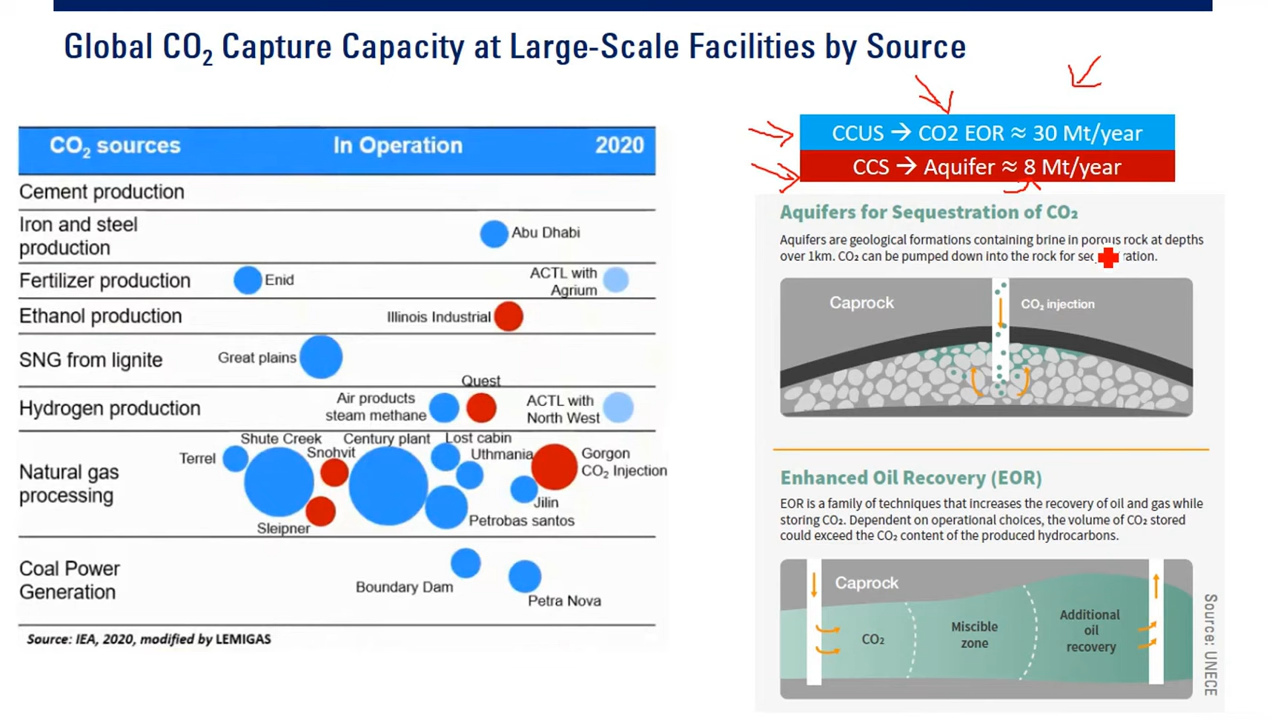 Global CO₂ Capture Capacity at Large-Scale Facilities by Source
CO₂ sources In Operation 2020
Cement production
Iron and steel
production
Abu Dhabi
Fertilizer production
Enid
ACTL with
Agrium
Ethanol production
Illinois Industrial
SNG from lignite
Great plains
Hydrogen production
Air products
steam methane
Quest
ACTL with
North West
Natural gas
processing
Terrel
Shute Creek
Snohvit
Sleipner
Century plant
Lost cabin
Uthmania
Petrobas santos
Jilin
Gorgon
CO₂ Injection
Coal Power
Generation
Boundary Dam
Petra Nova
Source: IEA, 2020, modified by LEMIGAS
CCUS → CO2 EOR ≈ 30 Mt/year
CCS → Aquifer ≈ 8 Mt/year
Aquifers for Sequestration of CO₂
Aquifers are geological formations containing brine in porous rock at depths
over 1km. CO₂ can be pumped down into the rock for
Caprock
CO₂ injection
Enhanced Oil Recovery (EOR)
EOR is a family of techniques that increases the recovery of oil and gas while
storing CO₂. Dependent on operational choices, the volume of CO₂ stored
could exceed the CO₂ content of the produced hydrocarbons.
Caprock
CO₂
Miscible
zone
Additional
oil
recovery
Source: UNECE